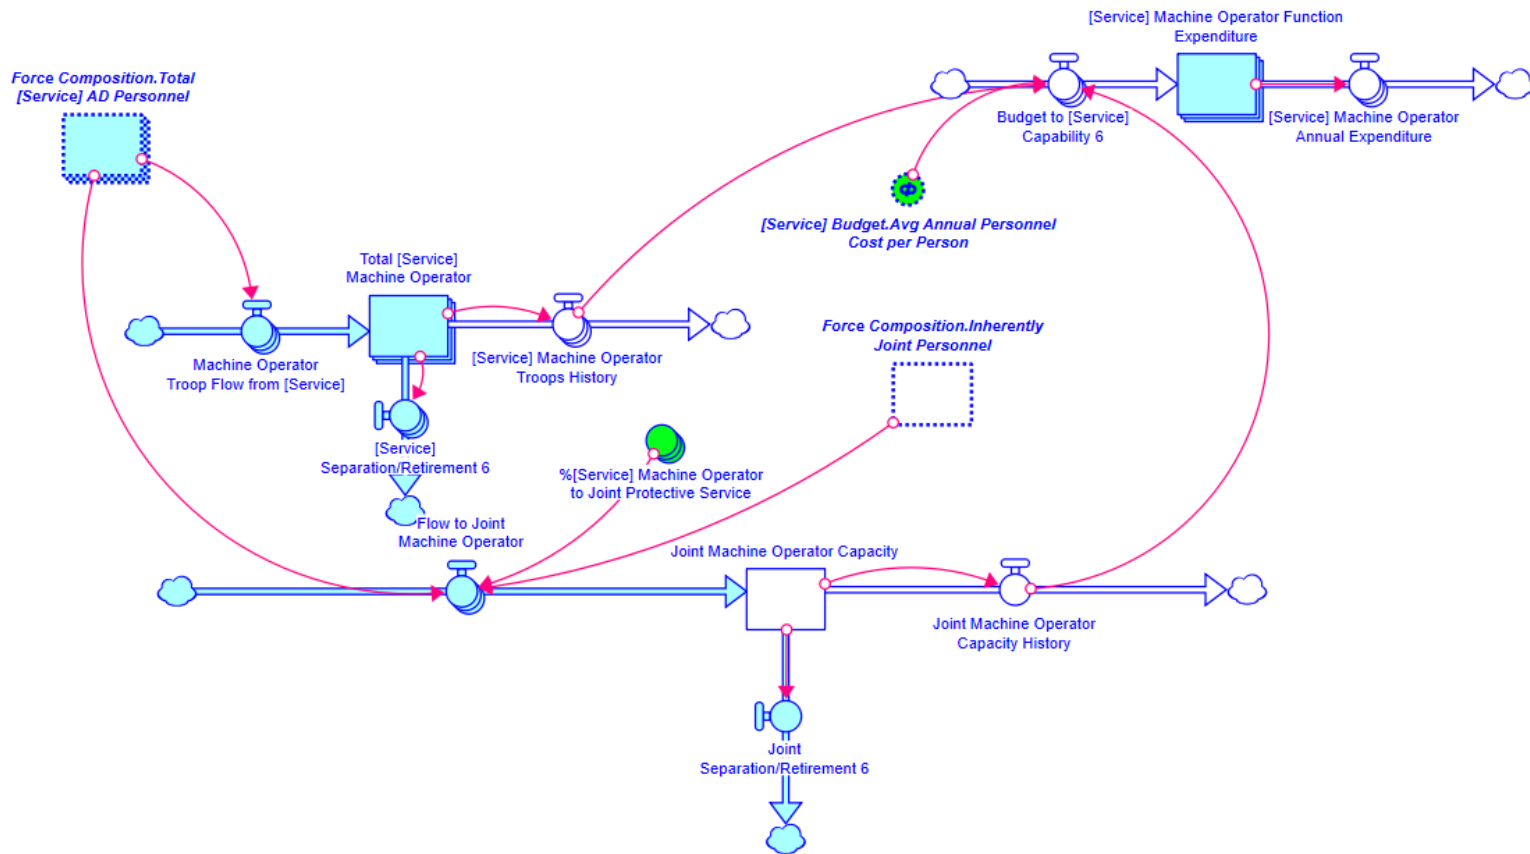 [Service] Machine Operator Function
Expenditure
Force Composition.Total
[Service] AD Personnel
Budget to [Service]
Capability 6
[Service] Machine Operator
Annual Expenditure
Φ
[Service] Budget.Avg Annual Personnel
Cost per Person
Total [Service]
Machine Operator
Machine Operator
Troop Flow from [Service]
[Service] Machine Operator
Troops History
Force Composition.Inherently
Joint Personnel
[Service]
Separation/Retirement 6
%[Service] Machine Operator
to Joint Protective Service
Flow to Joint
Machine Operator
Joint Machine Operator Capacity
Joint Machine Operator
Capacity History
Joint
Separation/Retirement 6